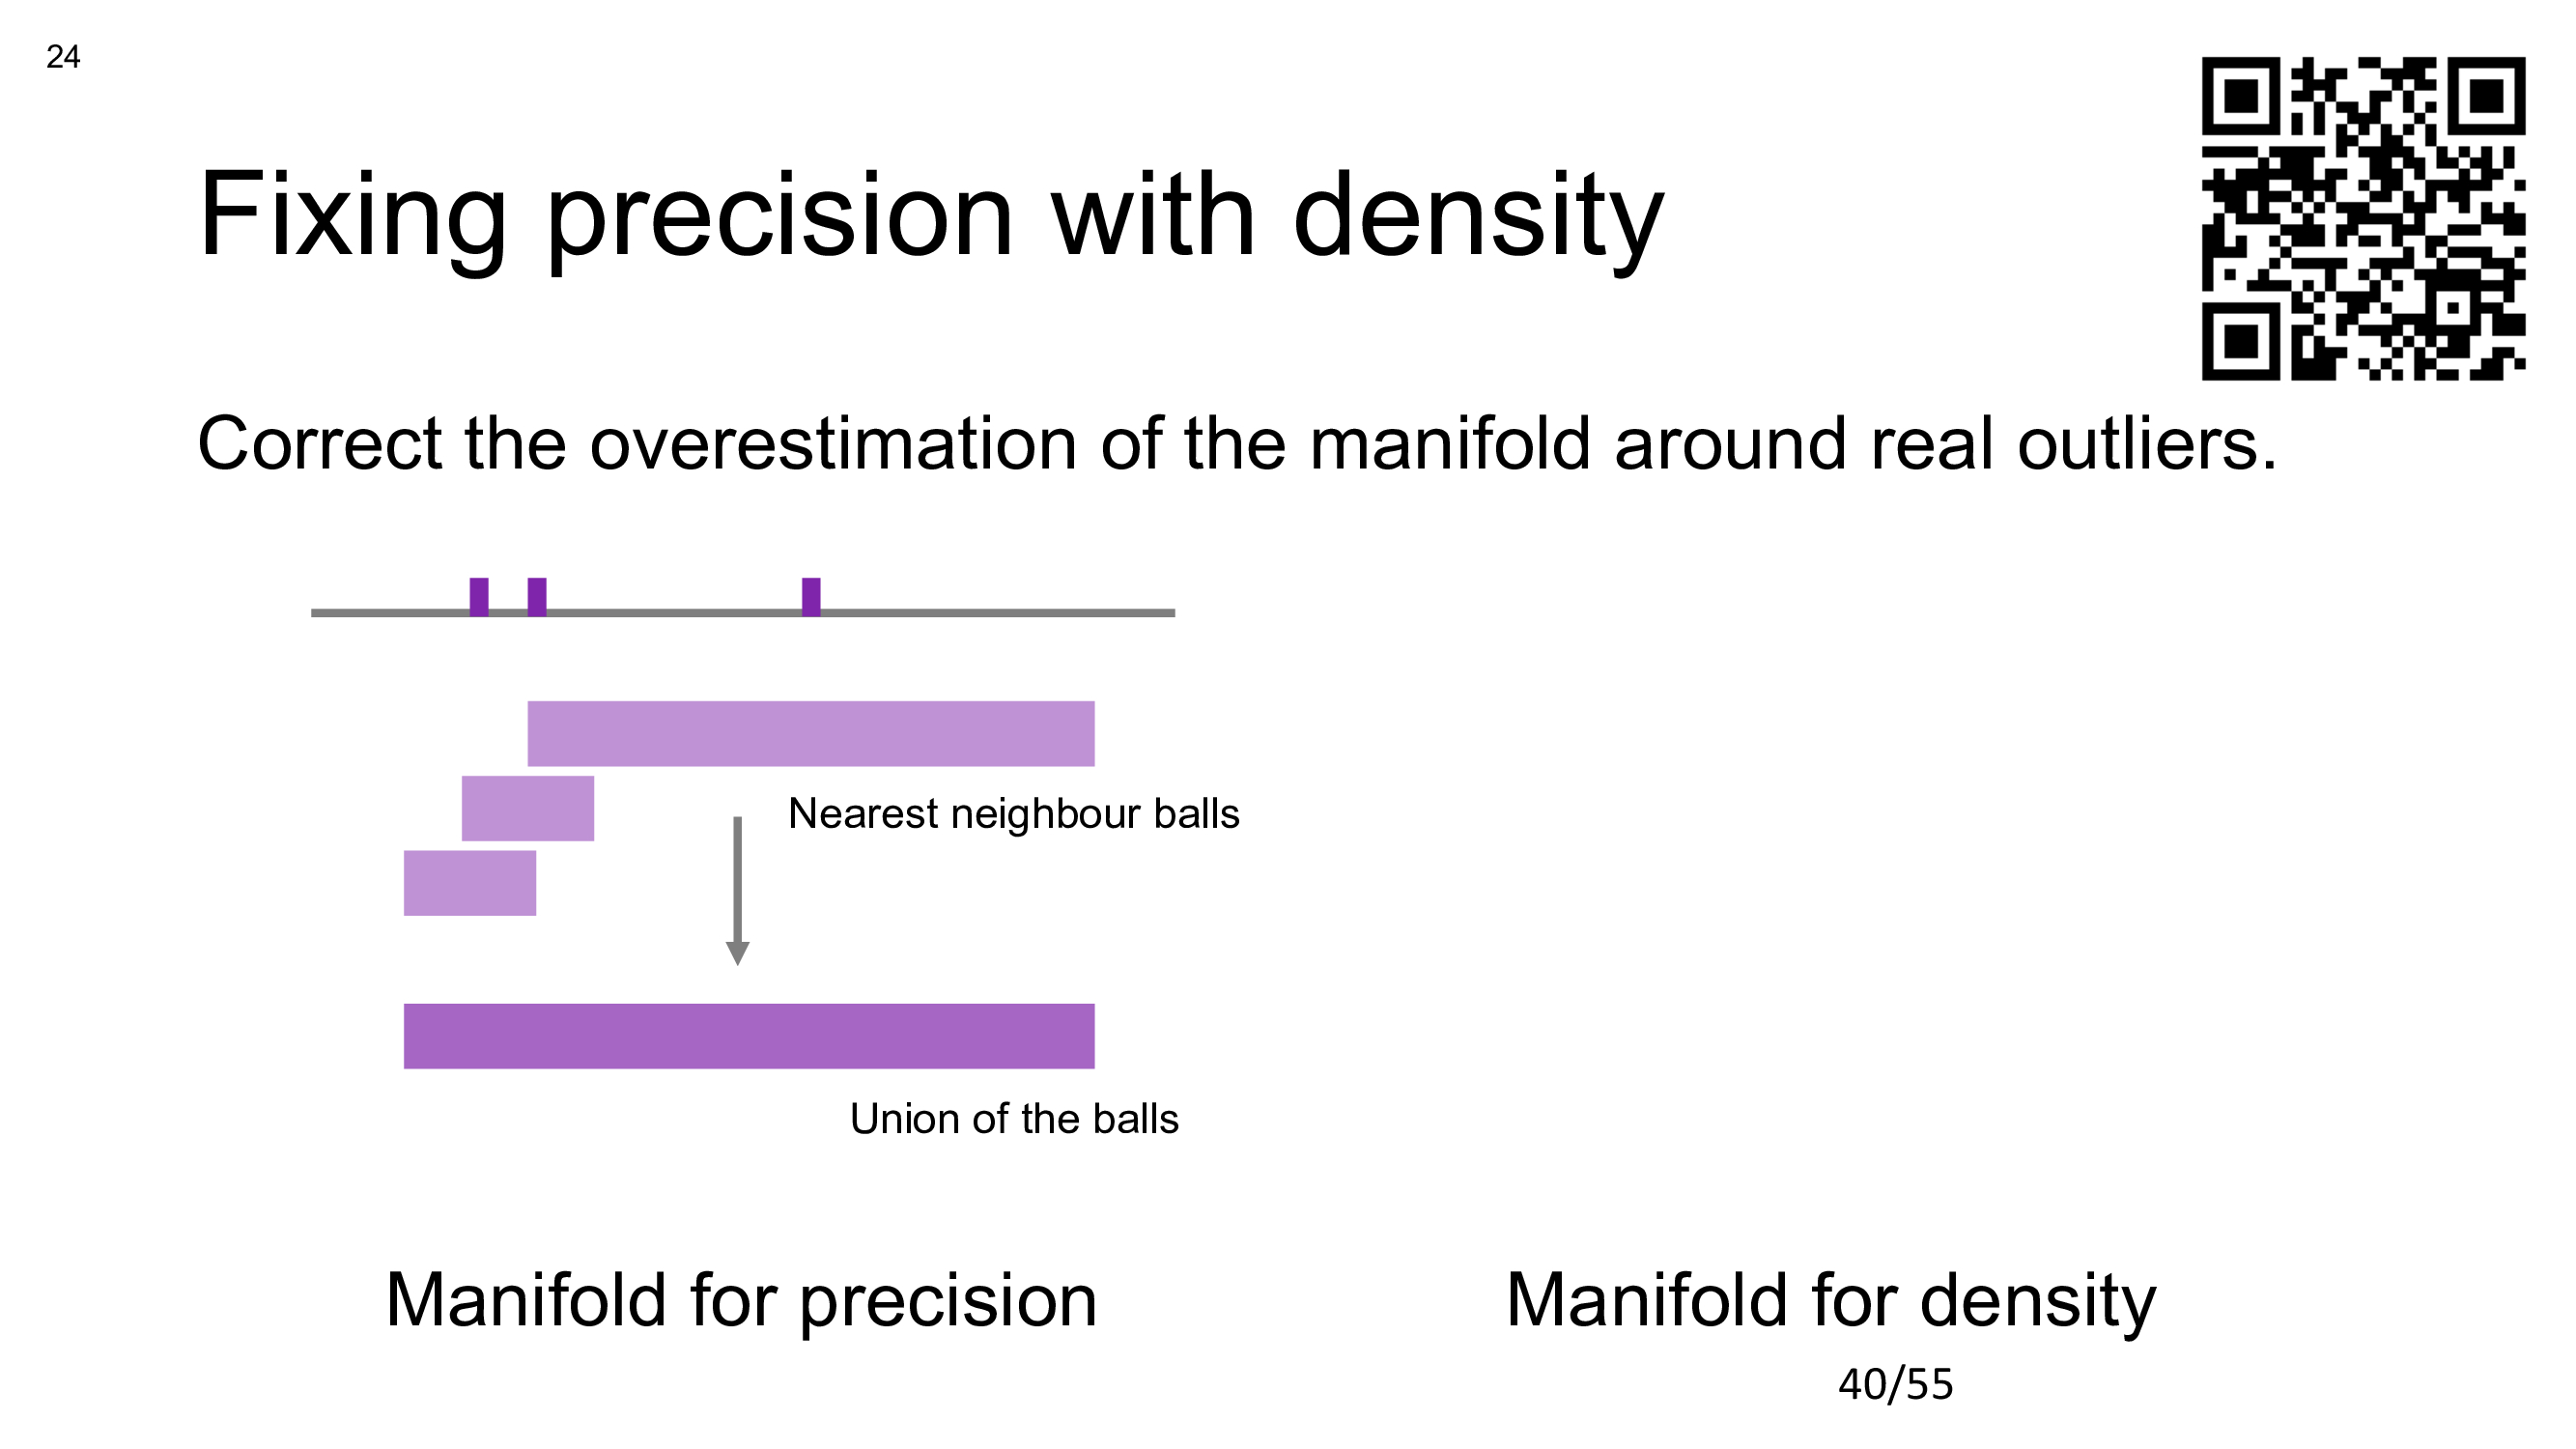 24
Fixing precision with density
Correct the overestimation of the manifold around real outliers.
Nearest neighbour balls
Union of the balls
Manifold for precision
Manifold for density
40/55